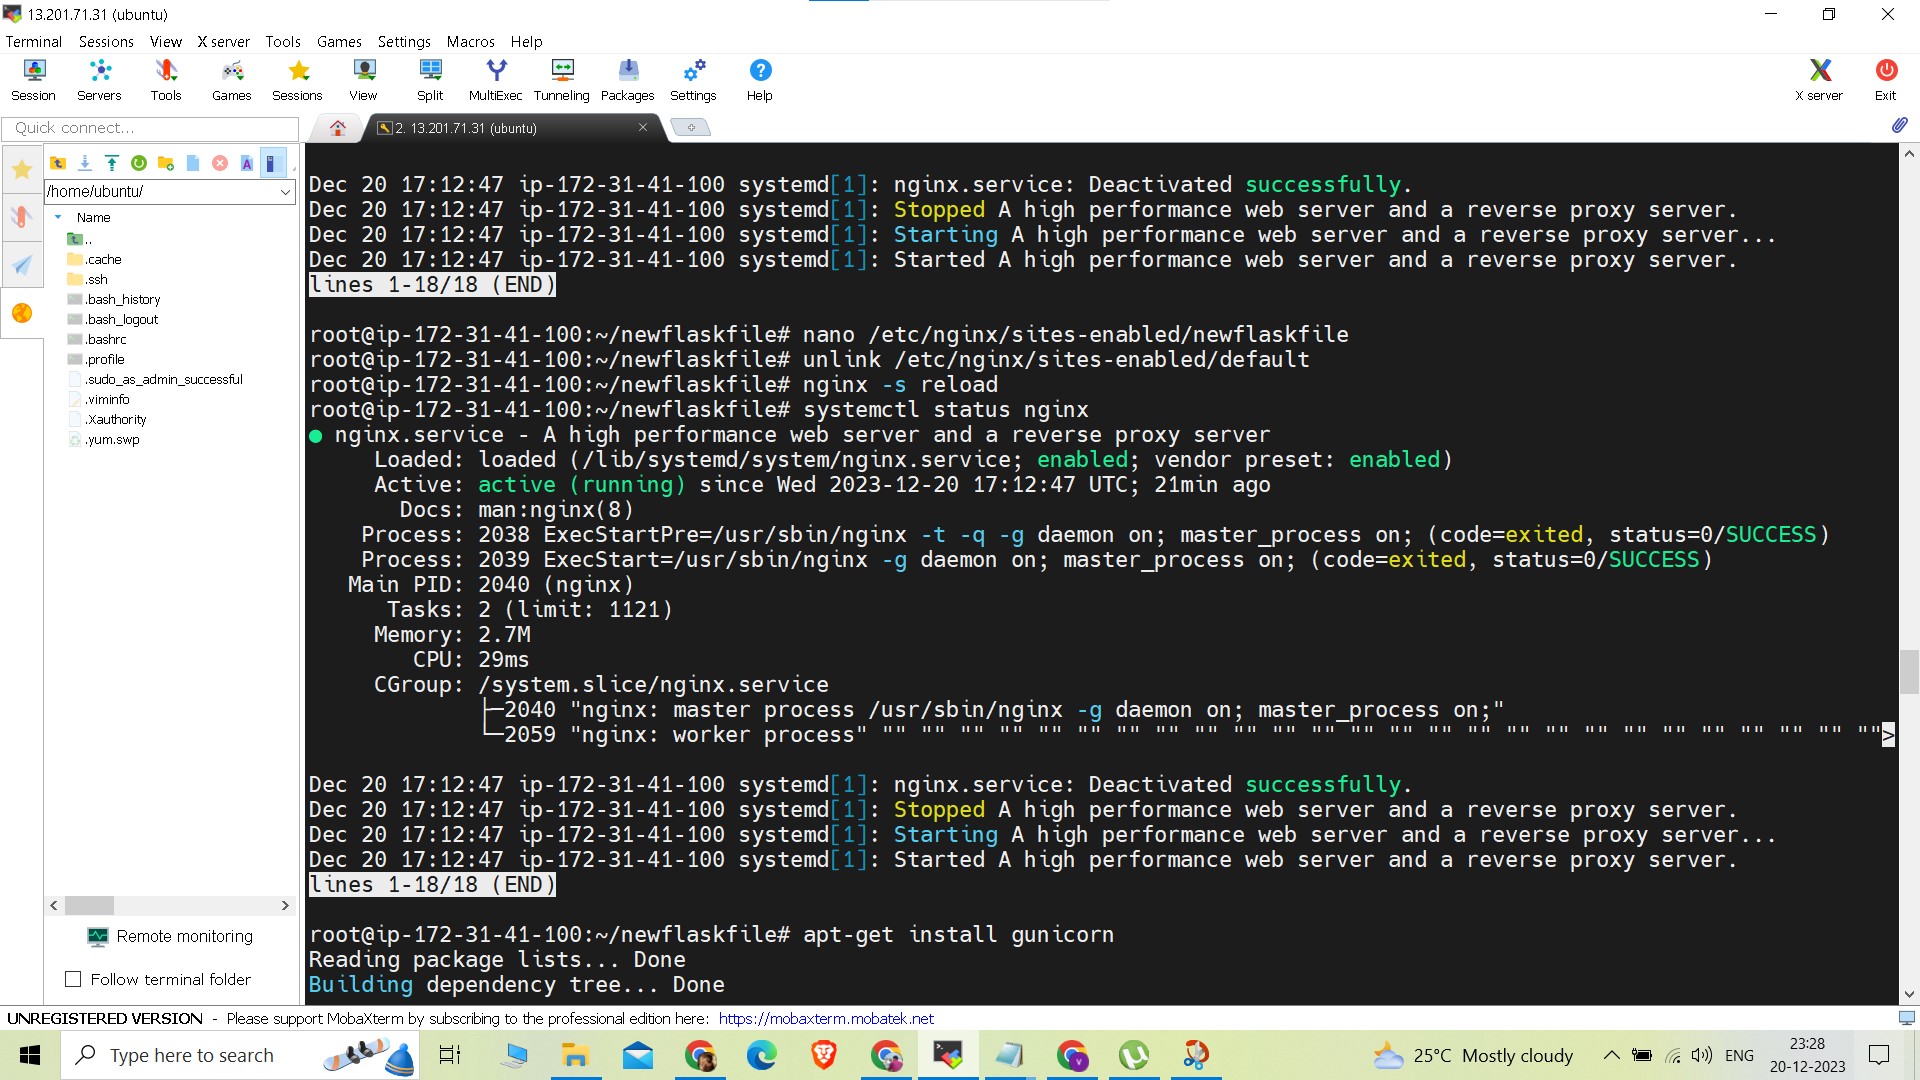 13.201.71.31 (ubuntu)
Terminal Sessions View X server Tools Games Settings Macros Help
Session Servers Tools Games Sessions View Split MultiExec Tunneling Packages Settings Help X server Exit
Quick connect...
2. 13.201.71.31 (ubuntu)
/home/ubuntu/
Name
..
.cache
.ssh
.bash_history
.bash_logout
.bashrc
.profile
.sudo_as_admin_successful
.viminfo
.Xauthority
.yum.swp
Remote monitoring
Follow terminal folder
Dec 20 17:12:47 ip-172-31-41-100 systemd[1]: nginx.service: Deactivated successfully.
Dec 20 17:12:47 ip-172-31-41-100 systemd[1]: Stopped A high performance web server and a reverse proxy server.
Dec 20 17:12:47 ip-172-31-41-100 systemd[1]: Starting A high performance web server and a reverse proxy server...
Dec 20 17:12:47 ip-172-31-41-100 systemd[1]: Started A high performance web server and a reverse proxy server.
lines 1-18/18 (END)
root@ip-172-31-41-100:~/newflaskfile# nano /etc/nginx/sites-enabled/newflaskfile
root@ip-172-31-41-100:~/newflaskfile# unlink /etc/nginx/sites-enabled/default
root@ip-172-31-41-100:~/newflaskfile# nginx -s reload
root@ip-172-31-41-100:~/newflaskfile# systemctl status nginx
● nginx.service - A high performance web server and a reverse proxy server
Loaded: loaded (/lib/systemd/system/nginx.service; enabled; vendor preset: enabled)
Active: active (running) since Wed 2023-12-20 17:12:47 UTC; 21min ago
Docs: man:nginx(8)
Process: 2038 ExecStartPre=/usr/sbin/nginx -t -q -g daemon on; master_process on; (code=exited, status=0/SUCCESS)
Process: 2039 ExecStart=/usr/sbin/nginx -g daemon on; master_process on; (code=exited, status=0/SUCCESS)
Main PID: 2040 (nginx)
Tasks: 2 (limit: 1121)
Memory: 2.7M
CPU: 29ms
CGroup: /system.slice/nginx.service
├─2040 "nginx: master process /usr/sbin/nginx -g daemon on; master_process on;"
└─2059 "nginx: worker process" "" "" "" "" "" "" "" "" "" "" "" "" "" "" "" "" "" "" "" "" "" "" "" "" "" "">
Dec 20 17:12:47 ip-172-31-41-100 systemd[1]: nginx.service: Deactivated successfully.
Dec 20 17:12:47 ip-172-31-41-100 systemd[1]: Stopped A high performance web server and a reverse proxy server.
Dec 20 17:12:47 ip-172-31-41-100 systemd[1]: Starting A high performance web server and a reverse proxy server...
Dec 20 17:12:47 ip-172-31-41-100 systemd[1]: Started A high performance web server and a reverse proxy server.
lines 1-18/18 (END)
root@ip-172-31-41-100:~/newflaskfile# apt-get install gunicorn
Reading package lists... Done
Building dependency tree... Done
UNREGISTERED VERSION - Please support MobaXterm by subscribing to the professional edition here: https://mobaxterm.mobatek.net
Type here to search
25°C Mostly cloudy
ENG
23:28
20-12-2023